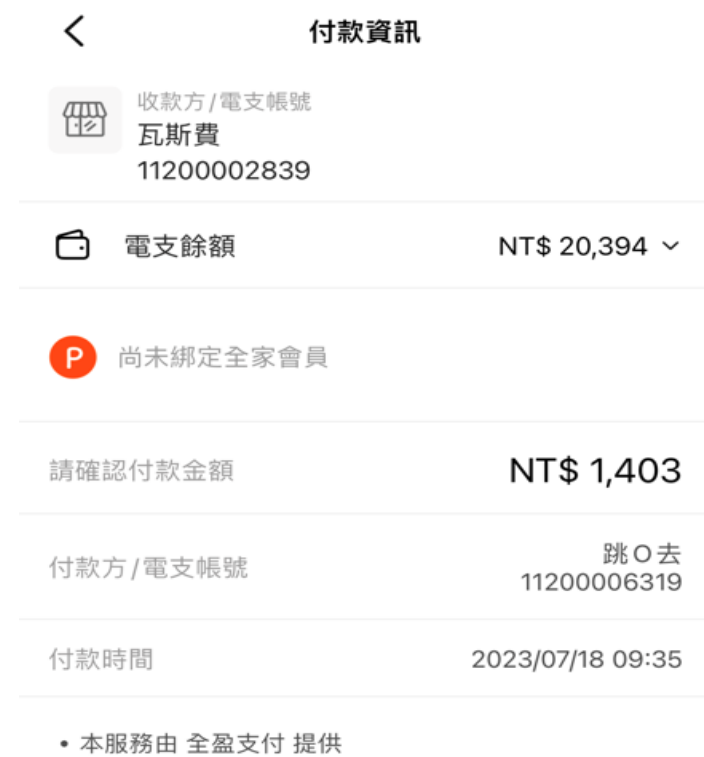 付款資訊
收款方/電支帳號
瓦斯費
11200002839
電支餘額 NT$ 20,394
P 尚未綁定全家會員
請確認付款金額 NT$ 1,403
付款方/電支帳號 跳O去
11200006319
付款時間 2023/07/18 09:35
• 本服務由 全盈支付 提供